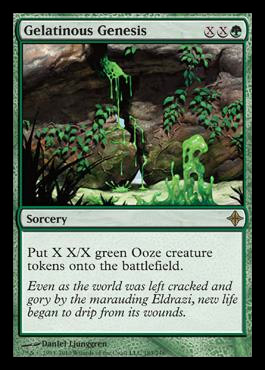 Gelatinous Genesis XXG
Sorcery
Put X X/X green Ooze creature
tokens onto the battlefield.
Even as the world was left cracked and
gory by the marauding Eldrazi, new life
began to drip from its wounds.
Daniel Ljunggren